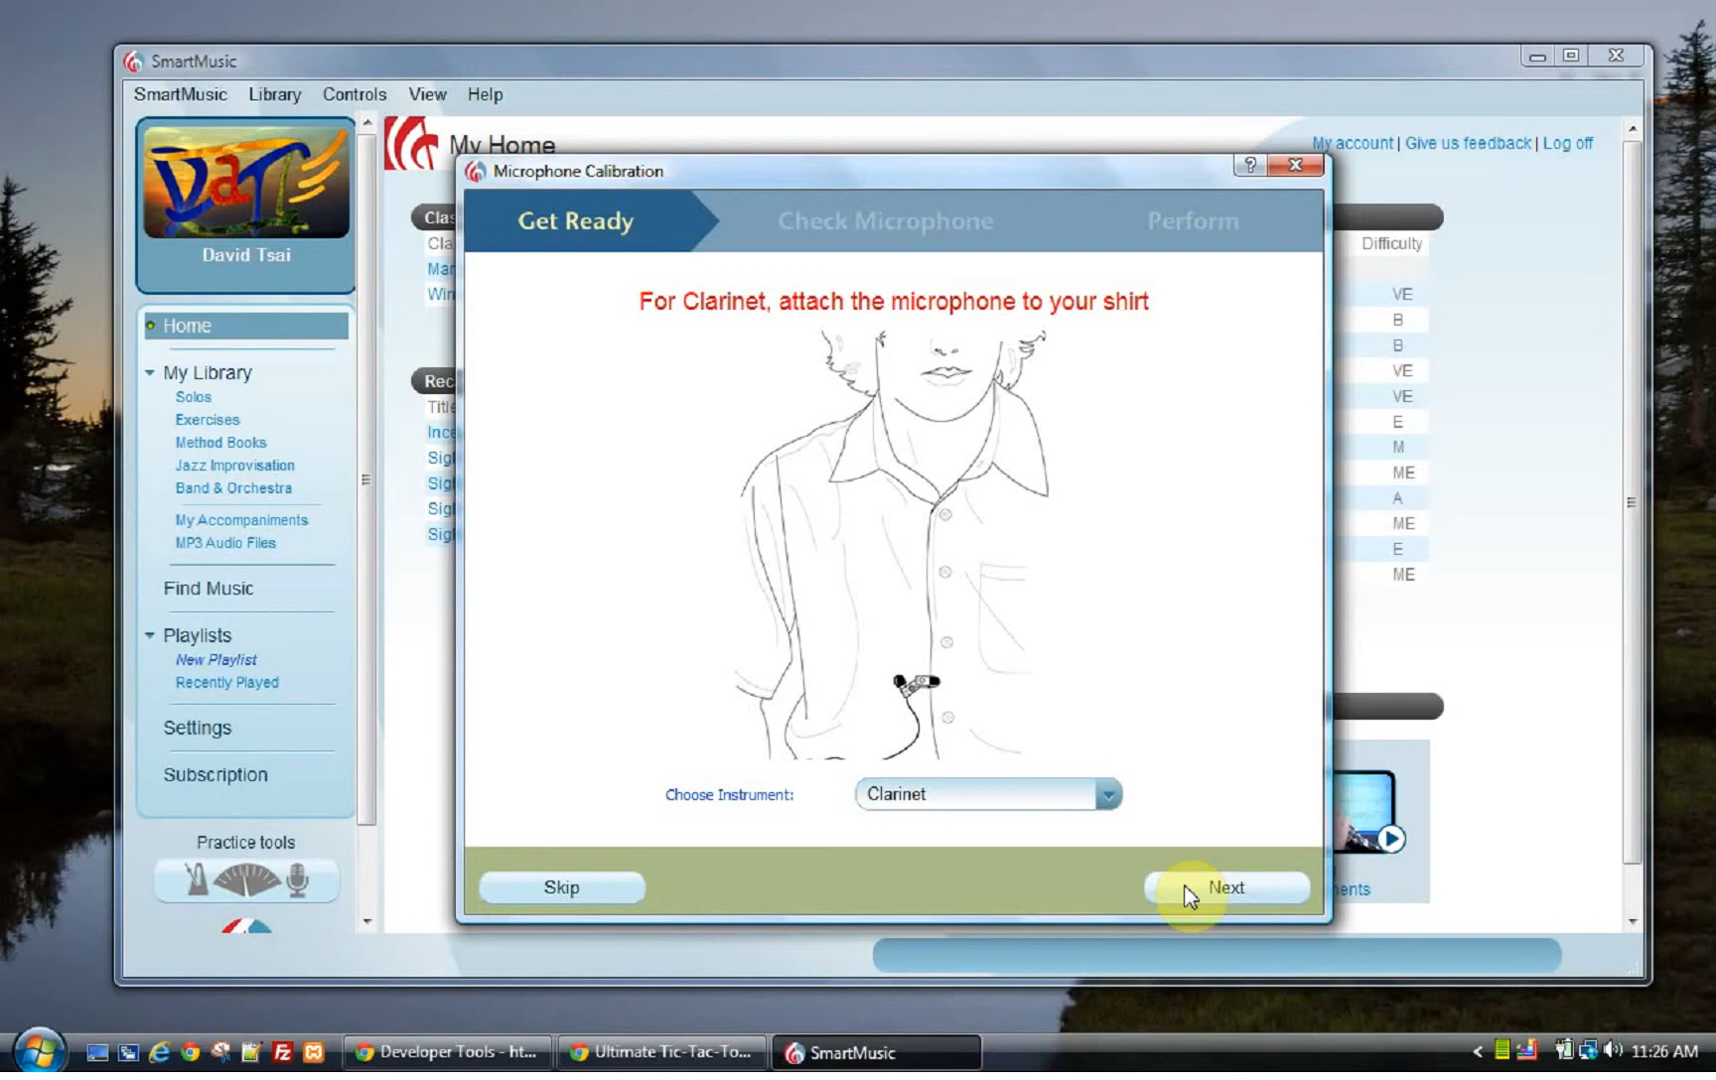 SmartMusic
SmartMusic Library Controls View Help
David Tsai
Home
My Library
Solos
Exercises
Method Books
Jazz Improvisation
Band & Orchestra
My Accompaniments
MP3 Audio Files
Find Music
Playlists
New Playlist
Recently Played
Settings
Subscription
Practice tools
My Home
My account | Give us feedback | Log off
Microphone Calibration
Get Ready
Check Microphone
Perform
For Clarinet, attach the microphone to your shirt
Choose Instrument:
Clarinet
Skip
Next
Difficulty
VE
B
B
VE
VE
E
M
ME
A
ME
E
ME
Developer Tools - ht...
Ultimate Tic-Tac-To...
SmartMusic
11:26 AM